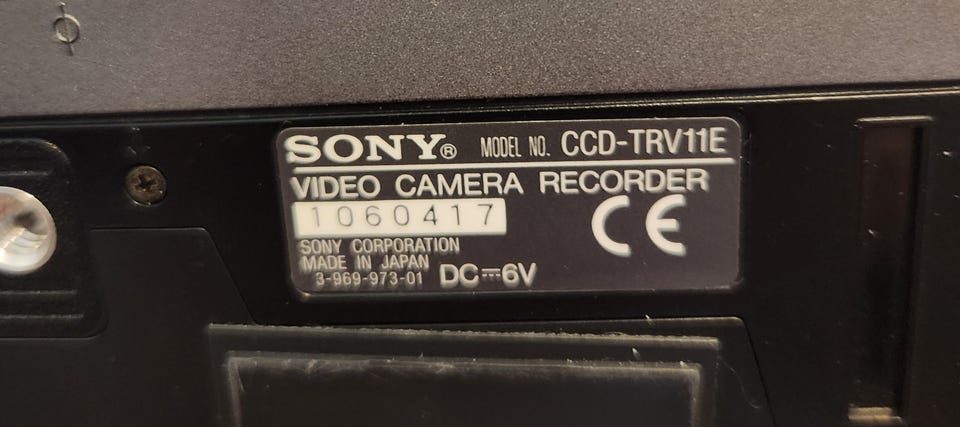 SONY® MODEL NO. CCD-TRV11E
VIDEO CAMERA RECORDER
1060417
CE
SONY CORPORATION
MADE IN JAPAN
3-969-973-01 DC⎓6V